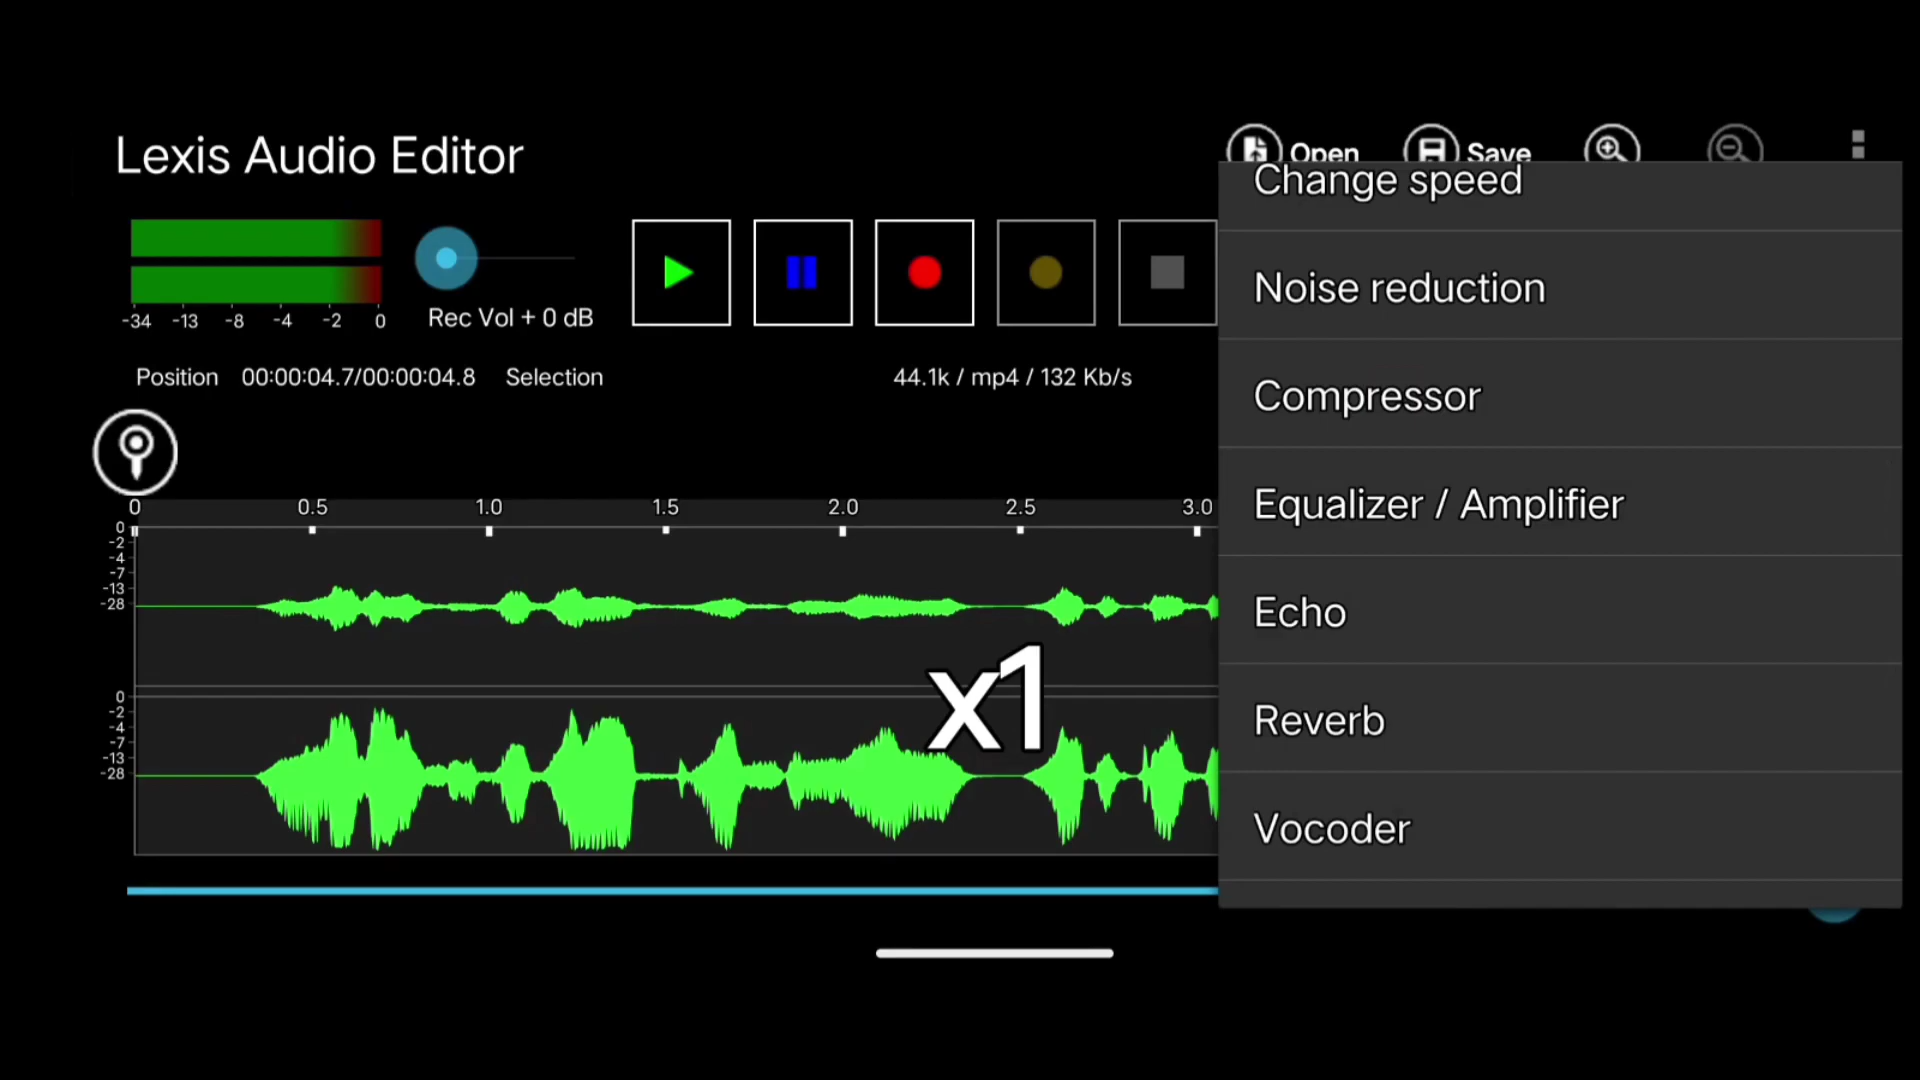 Lexis Audio Editor
Open
Save
-34 -13 -8 -4 -2 0
Rec Vol + 0 dB
Position 00:00:04.7/00:00:04.8 Selection 44.1k / mp4 / 132 Kb/s
0 0.5 1.0 1.5 2.0 2.5 3.0
0
-2
-4
-7
-13
-28
0
-2
-4
-7
-13
-28
x1
Change speed
Noise reduction
Compressor
Equalizer / Amplifier
Echo
Reverb
Vocoder